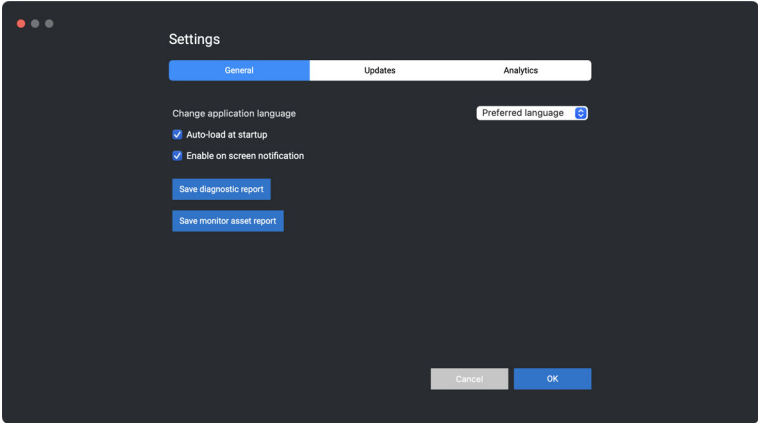 Settings
General Updates Analytics
Change application language Preferred language
Auto-load at startup
Enable on screen notification
Save diagnostic report
Save monitor asset report
Cancel OK